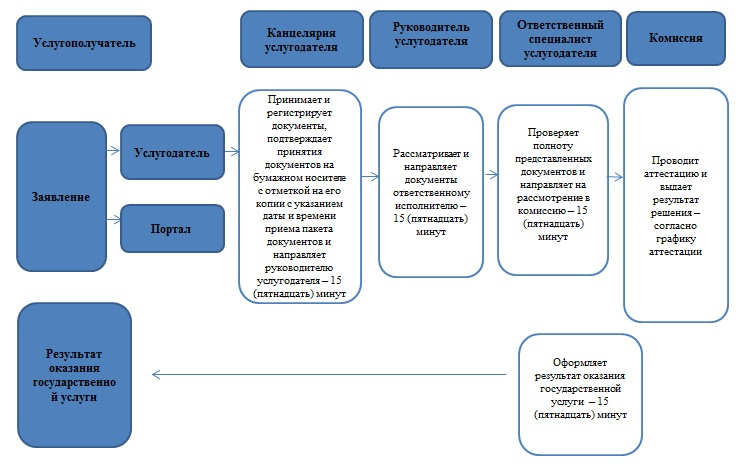 Услугополучатель
Канцелярия
услугодателя
Руководитель
услугодателя
Ответственный
специалист
услугодателя
Комиссия
Заявление
Услугодатель
Портал
Принимает и
регистрирует
документы,
подтверждает
принятия
документов на
бумажном носителе
с отметкой на его
копии с указанием
даты и времени
приема пакета
документов и
направляет
руководителю
услугодателя – 15
(пятнадцать) минут
Рассматривает и
направляет
документы
ответственному
исполнителю –
15 (пятнадцать)
минут
Проверяет
полноту
представленных
документов и
направляет на
рассмотрение в
комиссию – 15
(пятнадцать)
минут
Проводит
аттестацию и
выдает
результат
решения –
согласно
графику
аттестации
Результат
оказания
государственно
й услуги
Оформляет
результат оказания
государственной
услуги – 15
(пятнадцать) минут